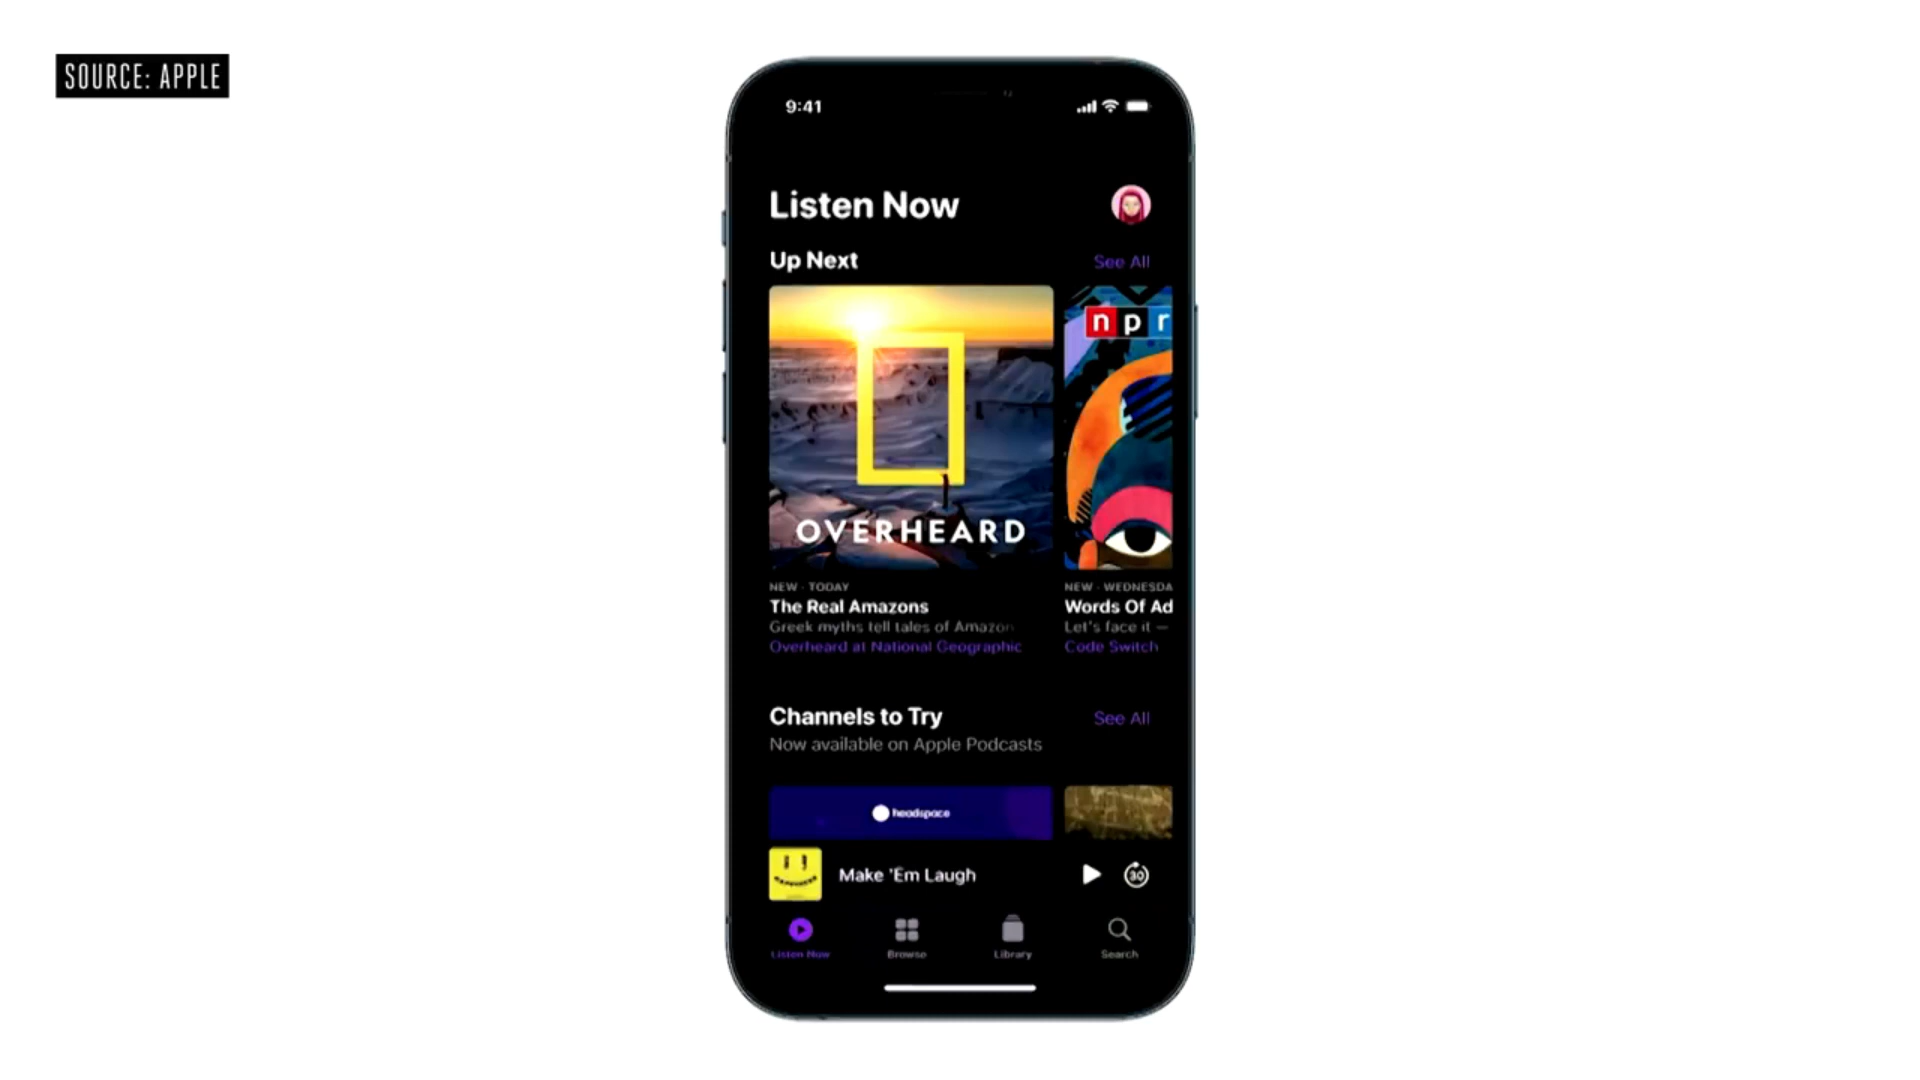 SOURCE: APPLE
9:41
Listen Now
Up Next
See All
npr
OVERHEARD
NEW · TODAY
The Real Amazons
Greek myths tell tales of Amazon
Overheard at National Geographic
NEW · WEDNESDA
Words Of Ad
Let's face it —
Code Switch
Channels to Try
See All
Now available on Apple Podcasts
headspace
Make 'Em Laugh
30
Listen Now
Browse
Library
Search